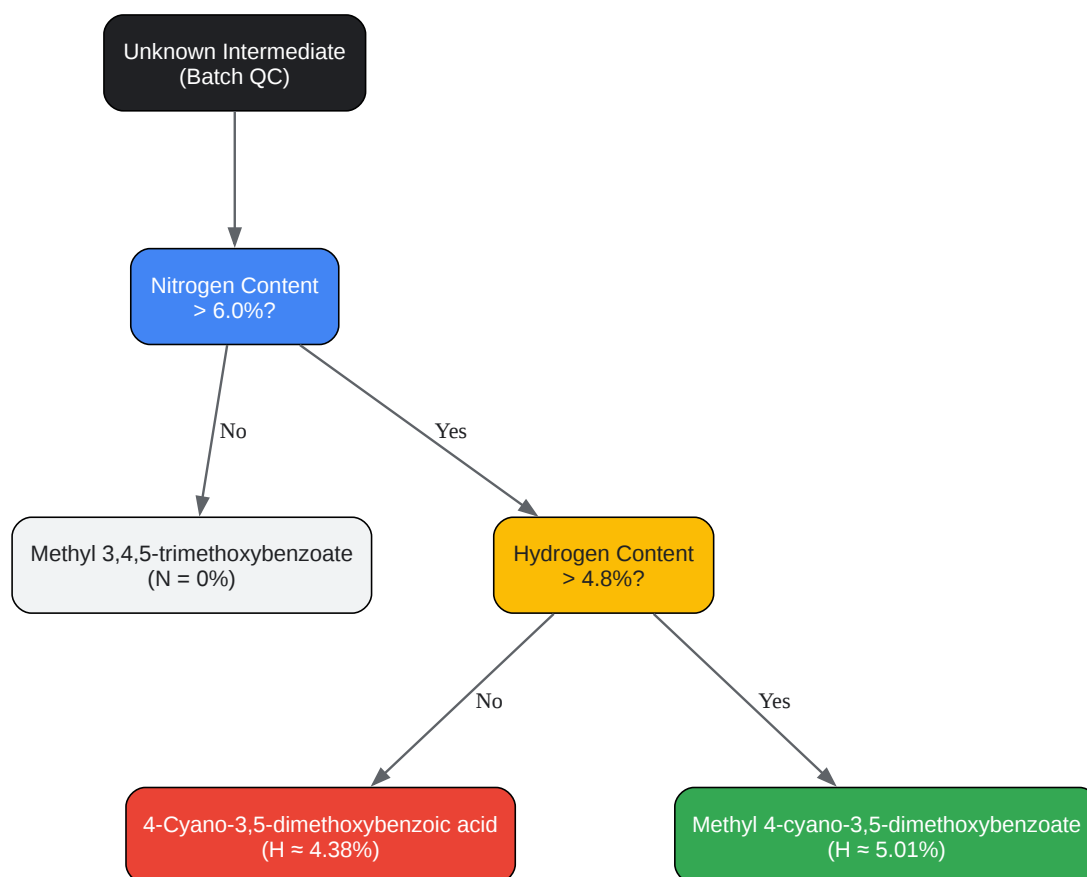 Unknown Intermediate
(Batch QC)
Nitrogen Content
> 6.0%?
No
Yes
Methyl 3,4,5-trimethoxybenzoate
(N = 0%)
Hydrogen Content
> 4.8%?
No
Yes
4-Cyano-3,5-dimethoxybenzoic acid
(H ≈ 4.38%)
Methyl 4-cyano-3,5-dimethoxybenzoate
(H ≈ 5.01%)